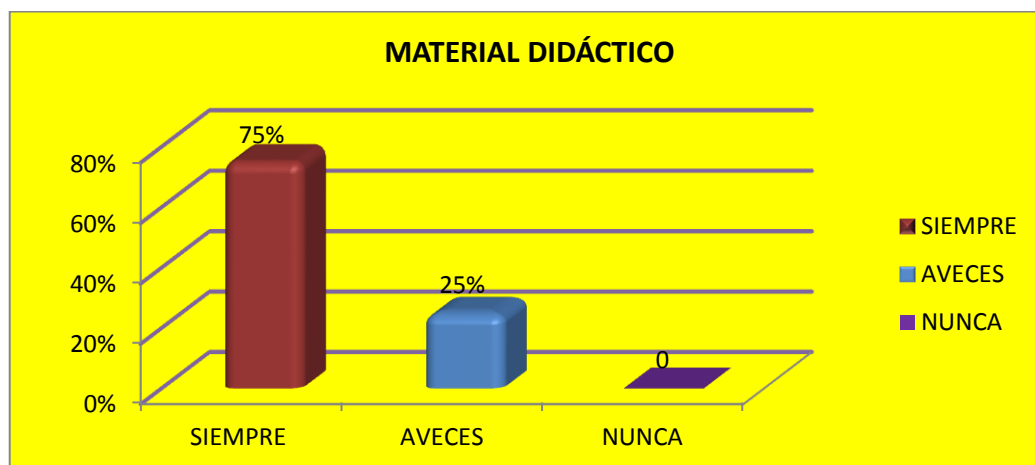 MATERIAL DIDÁCTICO
75%
80%
60%
40%
20%
0%
25%
0
SIEMPRE
AVECES
NUNCA
SIEMPRE
AVECES
NUNCA